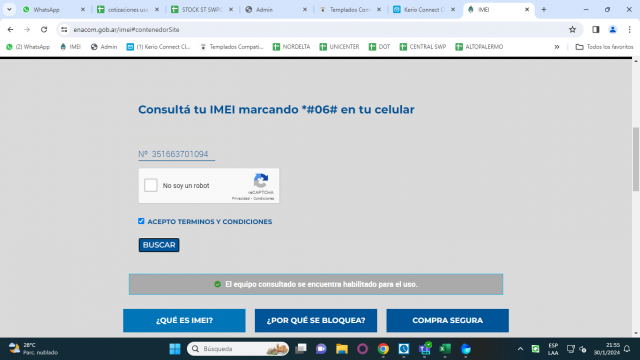 WhatsApp
cotizaciones usa
STOCK ST SWPC
Admin
Templados Com
Kerio Connect C
IMEI
enacom.gob.ar/imei#contenedorSite
(2) WhatsApp
IMEI
Admin
(1) Kerio Connect Cl...
Templados Compati...
NORDELTA
UNICENTER
DOT
CENTRAL SWP
ALTOPALERMO
Todos los favoritos
Consultá tu IMEI marcando *#06# en tu celular
Nº 351663701094
No soy un robot
reCAPTCHA
Privacidad - Condiciones
ACEPTO TERMINOS Y CONDICIONES
BUSCAR
El equipo consultado se encuentra habilitado para el uso.
¿QUÉ ES IMEI?
¿POR QUÉ SE BLOQUEA?
COMPRA SEGURA
28°C
Parc. nublado
Búsqueda
ESP
LAA
21:55
30/1/2024